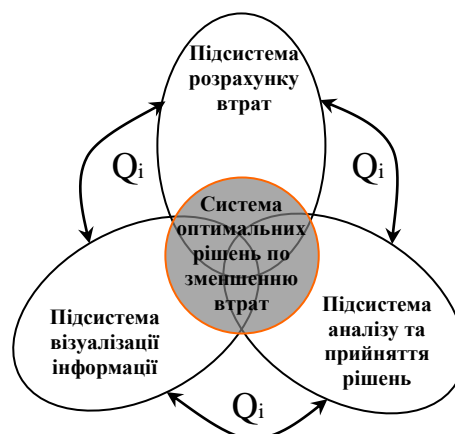 Підсистема
розрахунку
втрат
Qi
Qi
Система
оптимальних
рішень по
зменшенню
втрат
Підсистема
візуалізації
інформації
Підсистема
аналізу та
прийняття
рішень
Qi